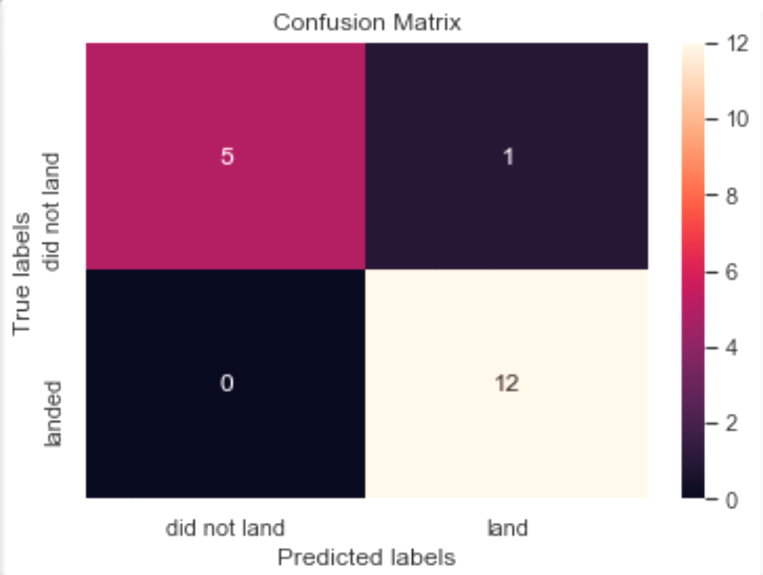 Confusion Matrix
12
10
8
6
4
2
0
True labels
did not land
landed
5
1
0
12
did not land
land
Predicted labels